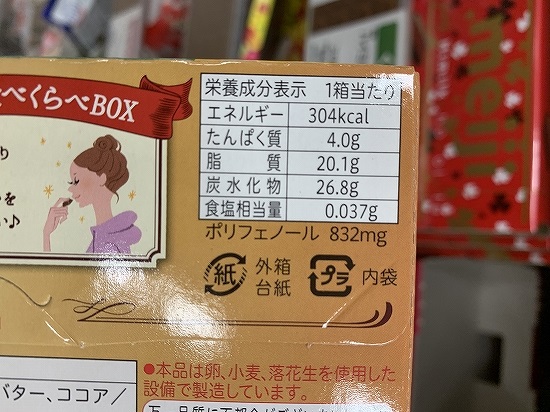 べくらべBOX
を
栄養成分表示 1箱当たり
エネルギー 304kcal
たんぱく質 4.0g
脂質 20.1g
炭水化物 26.8g
食塩相当量 0.037g
ポリフェノール 832mg
紙 外箱 台紙 プラ 内袋
●本品は卵、小麦、落花生を使用した
設備で製造しています。
バター、ココア／
meiji